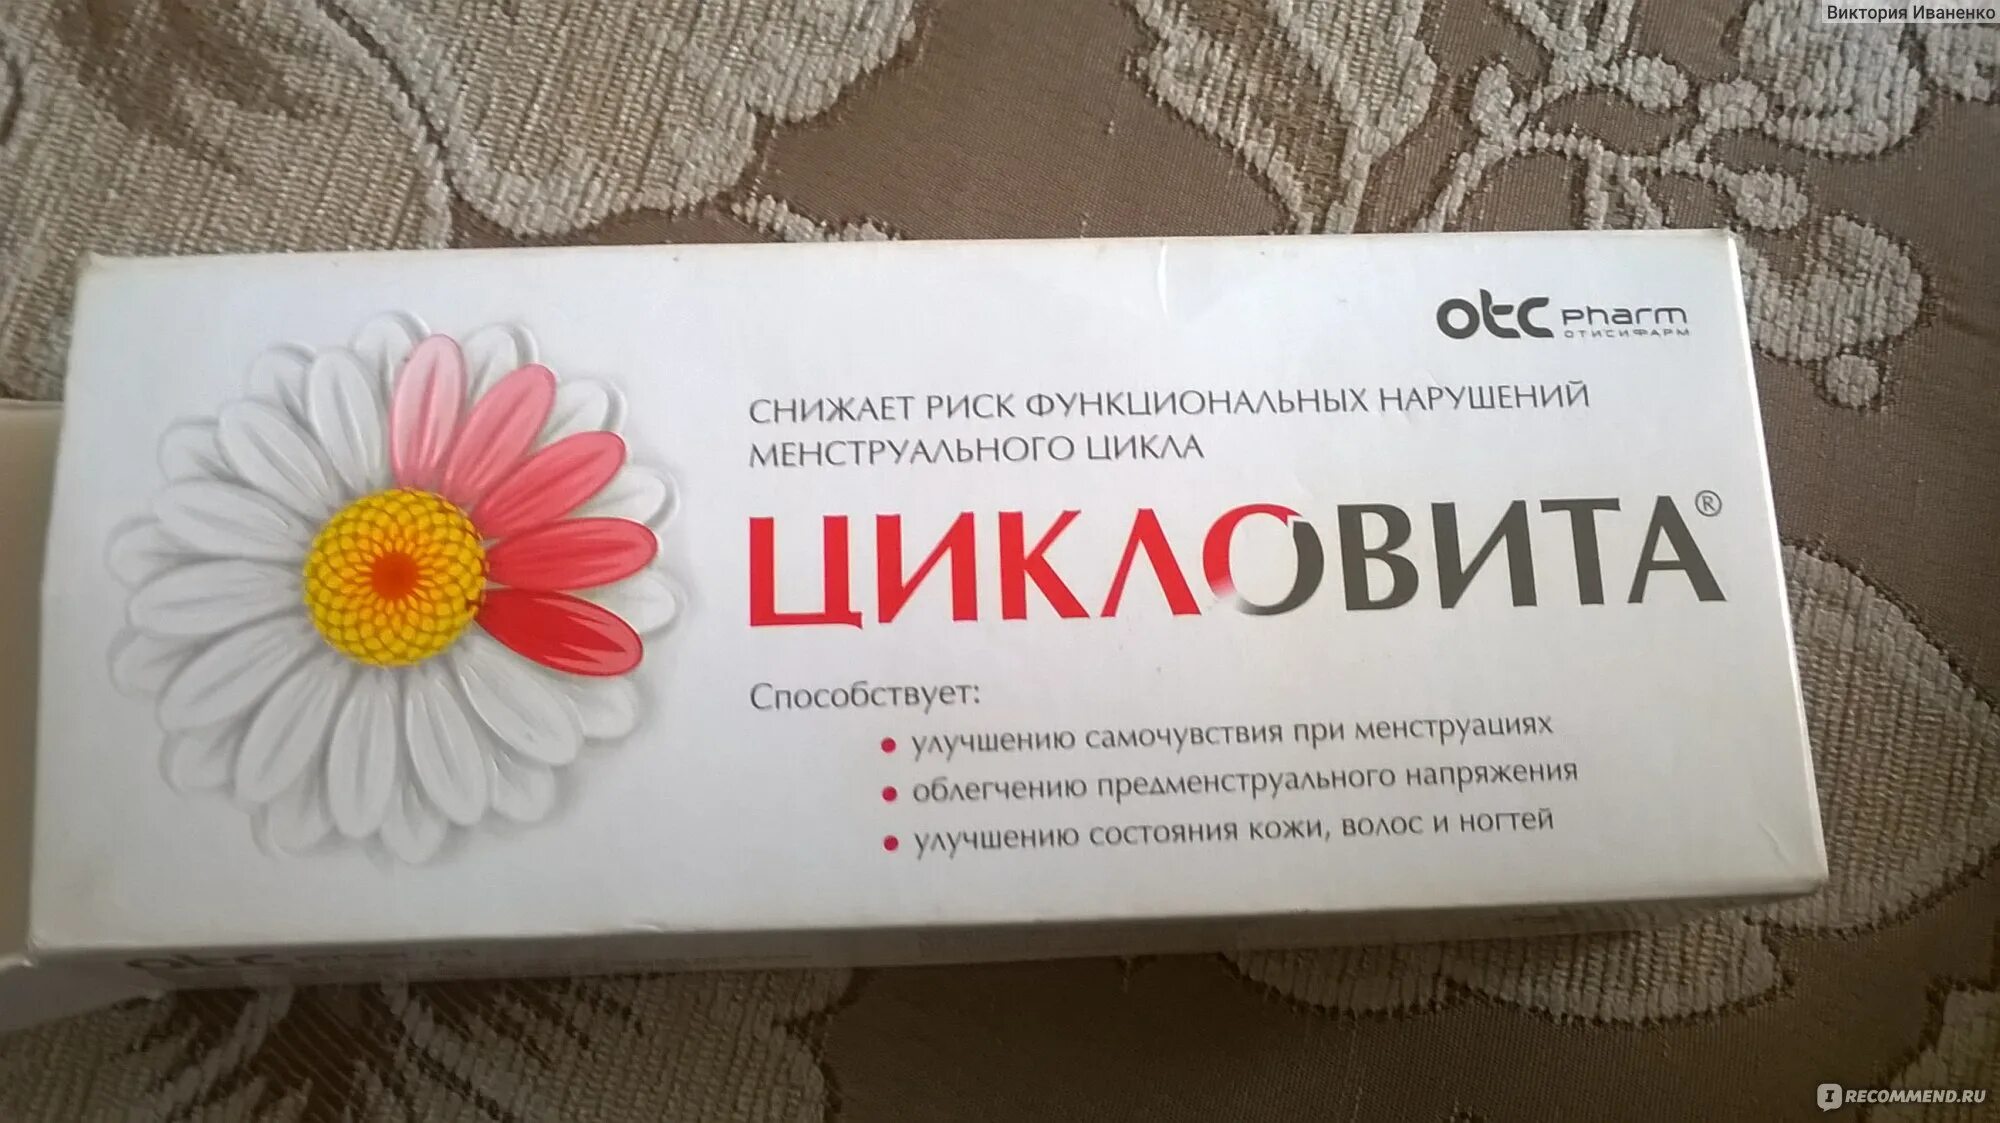 Виктория Иваненко
otc pharm
ОТИСИФАРМ
СНИЖАЕТ РИСК ФУНКЦИОНАЛЬНЫХ НАРУШЕНИЙ
МЕНСТРУАЛЬНОГО ЦИКЛА
ЦИКЛОВИТА®
Способствует:
• улучшению самочувствия при менструациях
• облегчению предменструального напряжения
• улучшению состояния кожи, волос и ногтей
otc
I RECOMMEND.RU